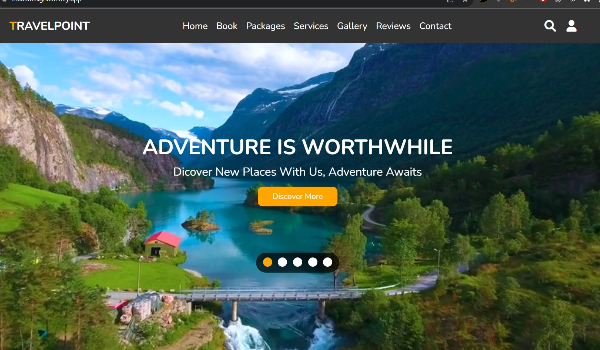 TRAVELPOINT
Home Book Packages Services Gallery Reviews Contact
ADVENTURE IS WORTHWHILE
Dicover New Places With Us, Adventure Awaits
Discover More